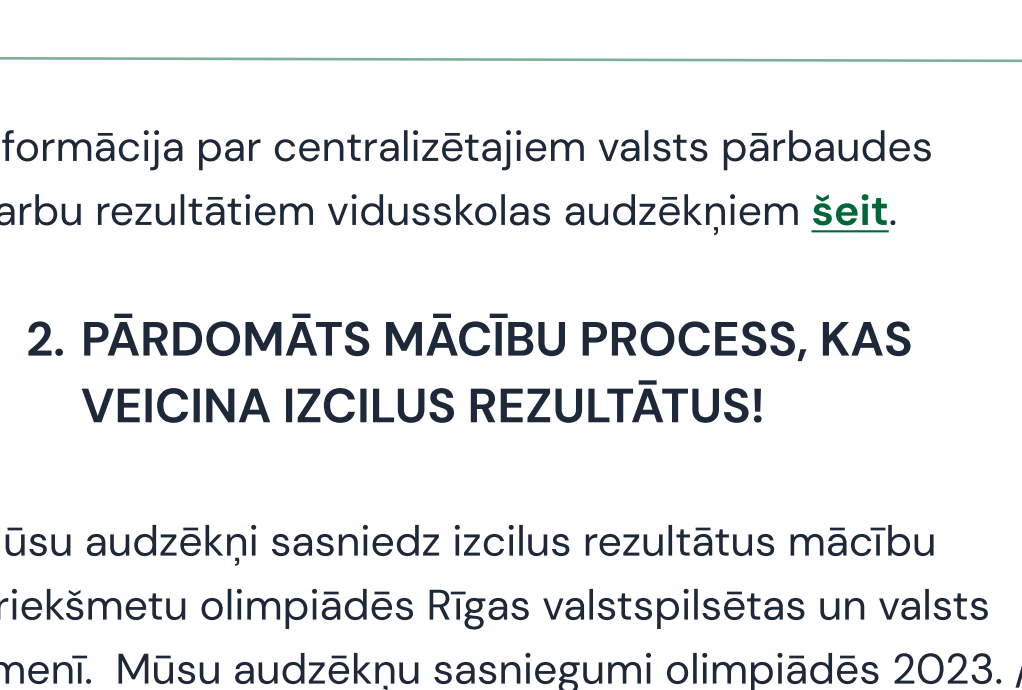 formācija par centralizētajiem valsts pārbaudes
arbu rezultātiem vidusskolas audzēkņiem šeit.
2. PĀRDOMĀTS MĀCĪBU PROCESS, KAS
VEICINA IZCILUS REZULTĀTUS!
ūsu audzēkņi sasniedz izcilus rezultātus mācību
riekšmetu olimpiādēs Rīgas valstspilsētas un valsts
menī. Mūsu audzēkņu sasniegumi olimpiādēs 2023. /